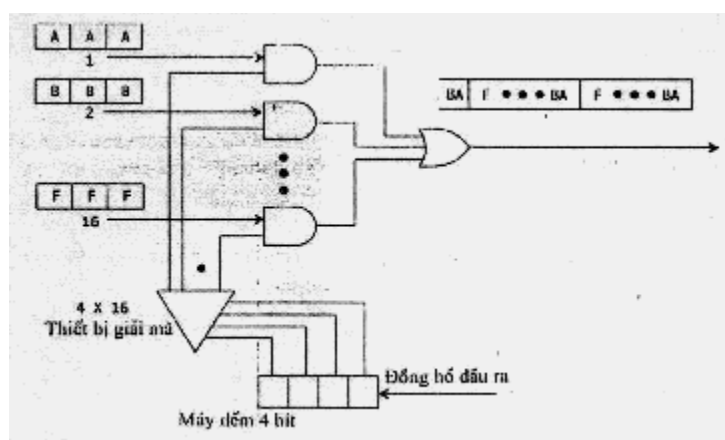 A A A
1
B B B
2
F F F
16
BA F ● ● ● BA F ● ● ● BA
4 X 16
Thiết bị giải mã
Đồng hồ đầu ra
Máy đếm 4 bit